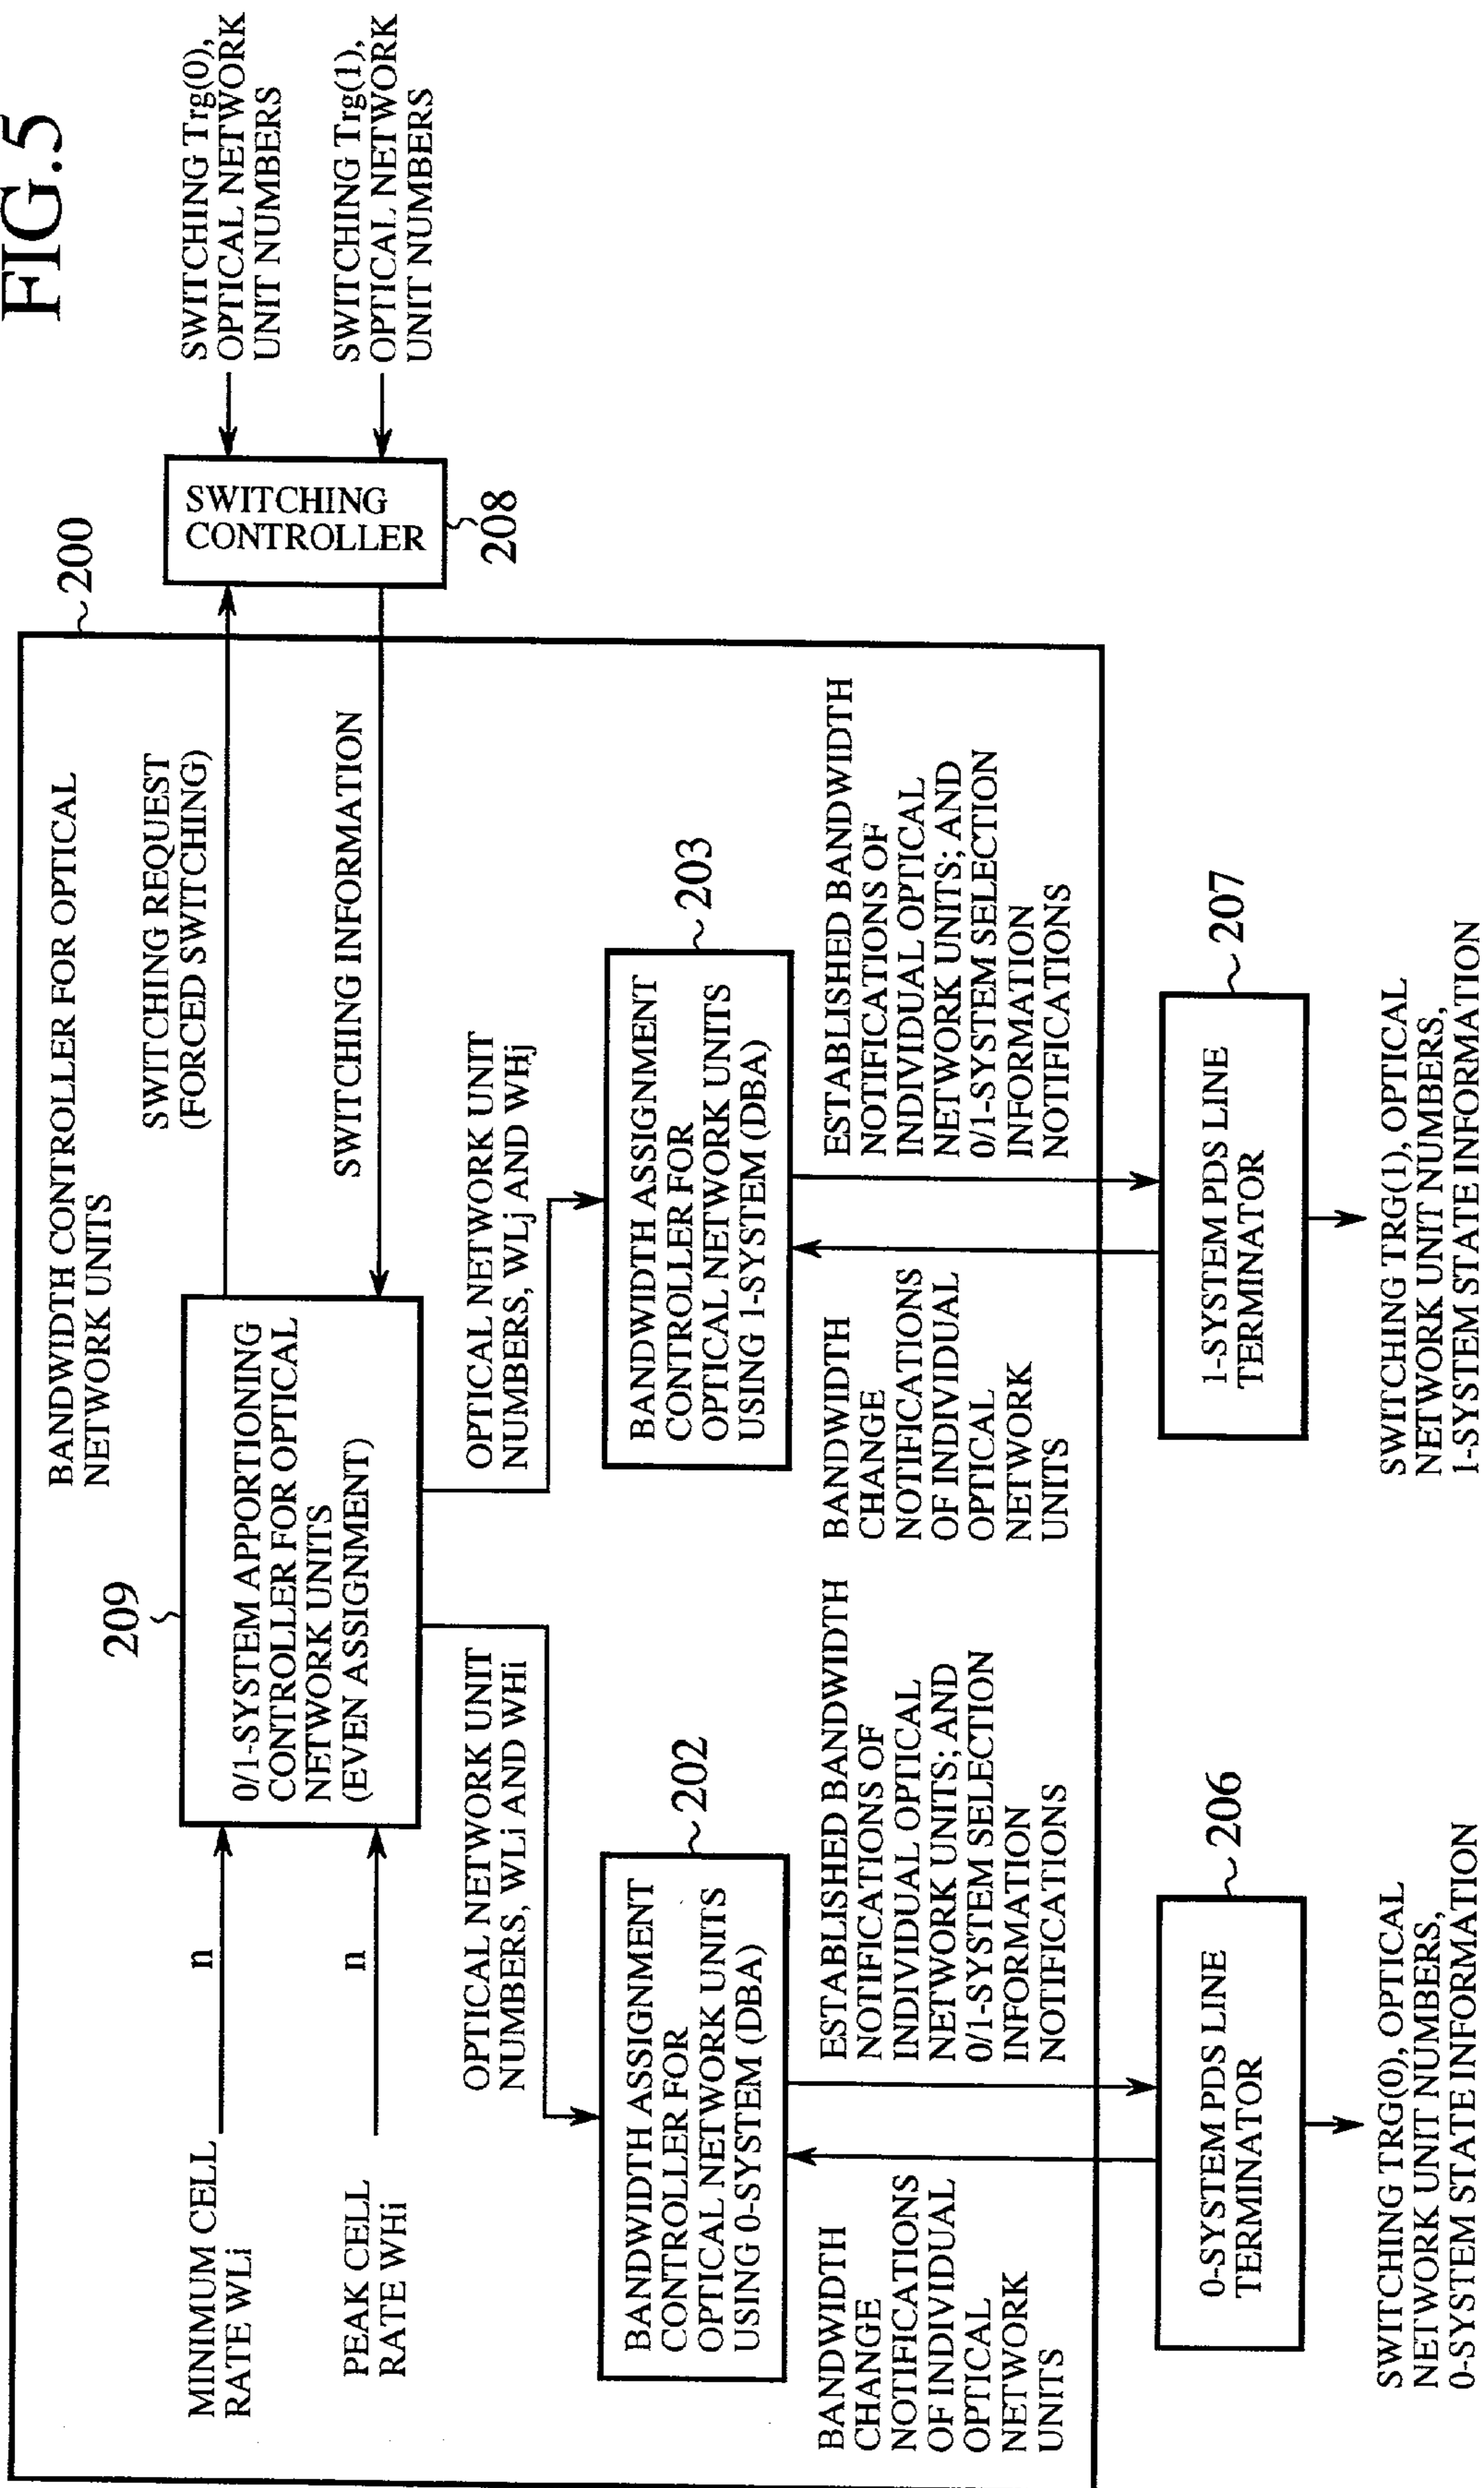 FIG.5
200
BANDWIDTH CONTROLLER FOR OPTICAL
NETWORK UNITS
MINIMUM CELL
RATE WLi
n
PEAK CELL
RATE WHi
n
209
0/1-SYSTEM APPORTIONING
CONTROLLER FOR OPTICAL
NETWORK UNITS
(EVEN ASSIGNMENT)
SWITCHING REQUEST
(FORCED SWITCHING)
SWITCHING INFORMATION
SWITCHING
CONTROLLER
208
SWITCHING Trg(0),
OPTICAL NETWORK
UNIT NUMBERS
SWITCHING Trg(1),
OPTICAL NETWORK
UNIT NUMBERS
OPTICAL NETWORK UNIT
NUMBERS, WLi AND WHi
OPTICAL NETWORK UNIT
NUMBERS, WLj AND WHj
202
BANDWIDTH ASSIGNMENT
CONTROLLER FOR
OPTICAL NETWORK UNITS
USING 0-SYSTEM (DBA)
203
BANDWIDTH ASSIGNMENT
CONTROLLER FOR
OPTICAL NETWORK UNITS
USING 1-SYSTEM (DBA)
BANDWIDTH
CHANGE
NOTIFICATIONS
OF INDIVIDUAL
OPTICAL
NETWORK
UNITS
ESTABLISHED BANDWIDTH
NOTIFICATIONS OF
INDIVIDUAL OPTICAL
NETWORK UNITS; AND
0/1-SYSTEM SELECTION
INFORMATION
NOTIFICATIONS
BANDWIDTH
CHANGE
NOTIFICATIONS
OF INDIVIDUAL
OPTICAL
NETWORK
UNITS
ESTABLISHED BANDWIDTH
NOTIFICATIONS OF
INDIVIDUAL OPTICAL
NETWORK UNITS; AND
0/1-SYSTEM SELECTION
INFORMATION
NOTIFICATIONS
206
0-SYSTEM PDS LINE
TERMINATOR
207
1-SYSTEM PDS LINE
TERMINATOR
SWITCHING TRG(0), OPTICAL
NETWORK UNIT NUMBERS,
0-SYSTEM STATE INFORMATION
SWITCHING TRG(1), OPTICAL
NETWORK UNIT NUMBERS,
1-SYSTEM STATE INFORMATION